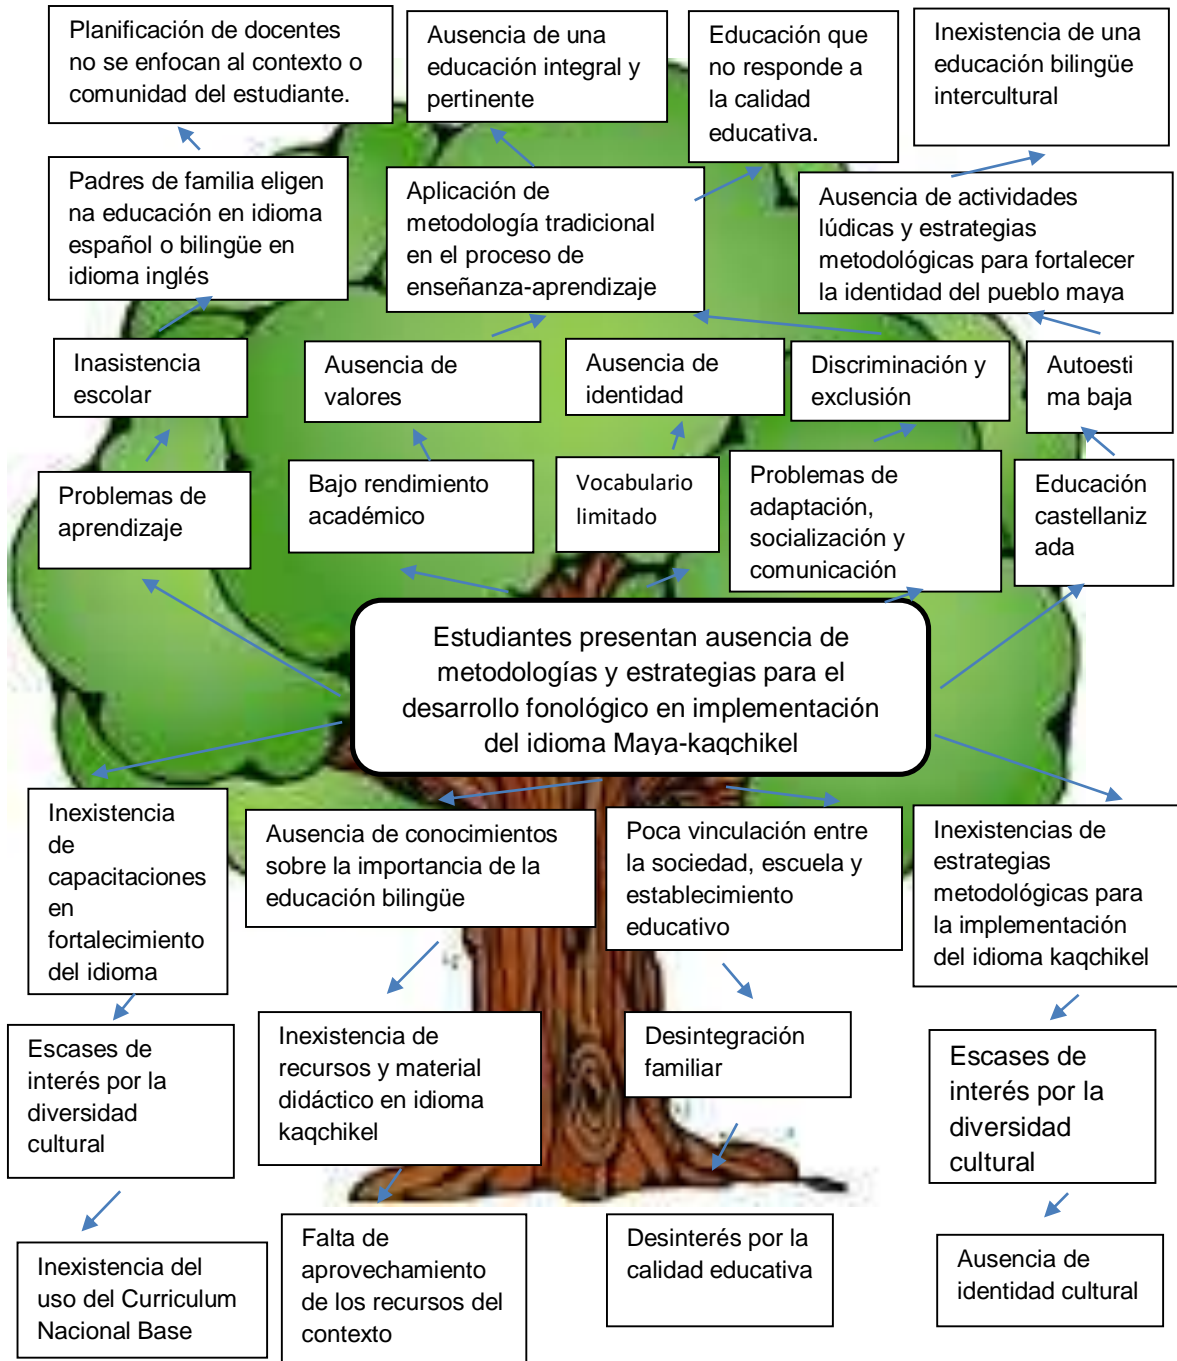 Planificación de docentes
no se enfocan al contexto o
comunidad del estudiante.
Ausencia de una
educación integral y
pertinente
Educación que
no responde a
la calidad
educativa.
Inexistencia de una
educación bilingüe
intercultural
Padres de familia eligen
na educación en idioma
español o bilingüe en
idioma inglés
Aplicación de
metodología tradicional
en el proceso de
enseñanza-aprendizaje
Ausencia de actividades
lúdicas y estrategias
metodológicas para fortalecer
la identidad del pueblo maya
Inasistencia
escolar
Ausencia de
valores
Ausencia de
identidad
Discriminación y
exclusión
Autoesti
ma baja
Problemas de
aprendizaje
Bajo rendimiento
académico
Vocabulario
limitado
Problemas de
adaptación,
socialización y
comunicación
Educación
castellaniz
ada
Estudiantes presentan ausencia de
metodologías y estrategias para el
desarrollo fonológico en implementación
del idioma Maya-kaqchikel
Inexistencia
de
capacitaciones
en
fortalecimiento
del idioma
Ausencia de conocimientos
sobre la importancia de la
educación bilingüe
Poca vinculación entre
la sociedad, escuela y
establecimiento
educativo
Inexistencias de
estrategias
metodológicas para
la implementación
del idioma kaqchikel
Escases de
interés por la
diversidad
cultural
Inexistencia de
recursos y material
didáctico en idioma
kaqchikel
Desintegración
familiar
Escases de
interés por la
diversidad
cultural
Inexistencia del
uso del Curriculum
Nacional Base
Falta de
aprovechamiento
de los recursos del
contexto
Desinterés por la
calidad educativa
Ausencia de
identidad cultural